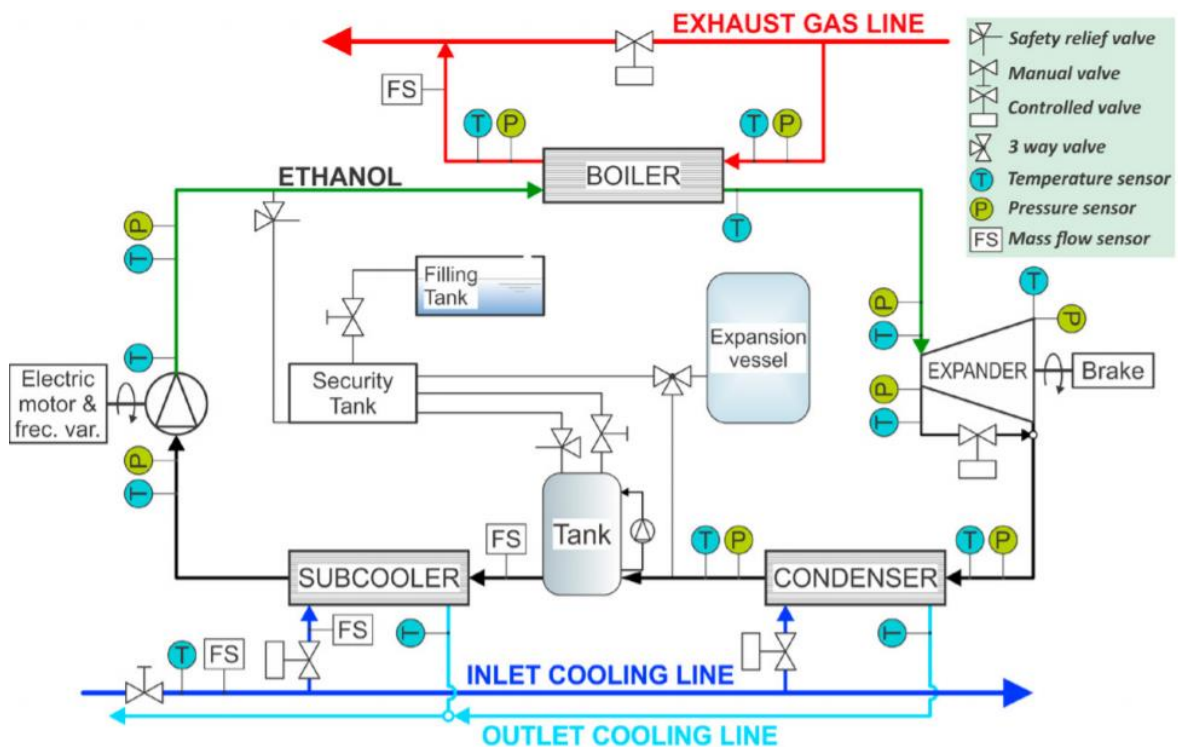 EXHAUST GAS LINE
Safety relief valve
Manual valve
Controlled valve
3 way valve
T
Temperature sensor
P
Pressure sensor
FS
Mass flow sensor
FS
T
P
T
P
BOILER
ETHANOL
T
P
T
Filling
Tank
Expansion
vessel
T
P
P
T
EXPANDER
Brake
P
T
T
Electric
motor &
frec. var.
Security
Tank
P
T
Tank
FS
T
P
T
P
SUBCOOLER
CONDENSER
FS
T
T
T
FS
INLET COOLING LINE
OUTLET COOLING LINE